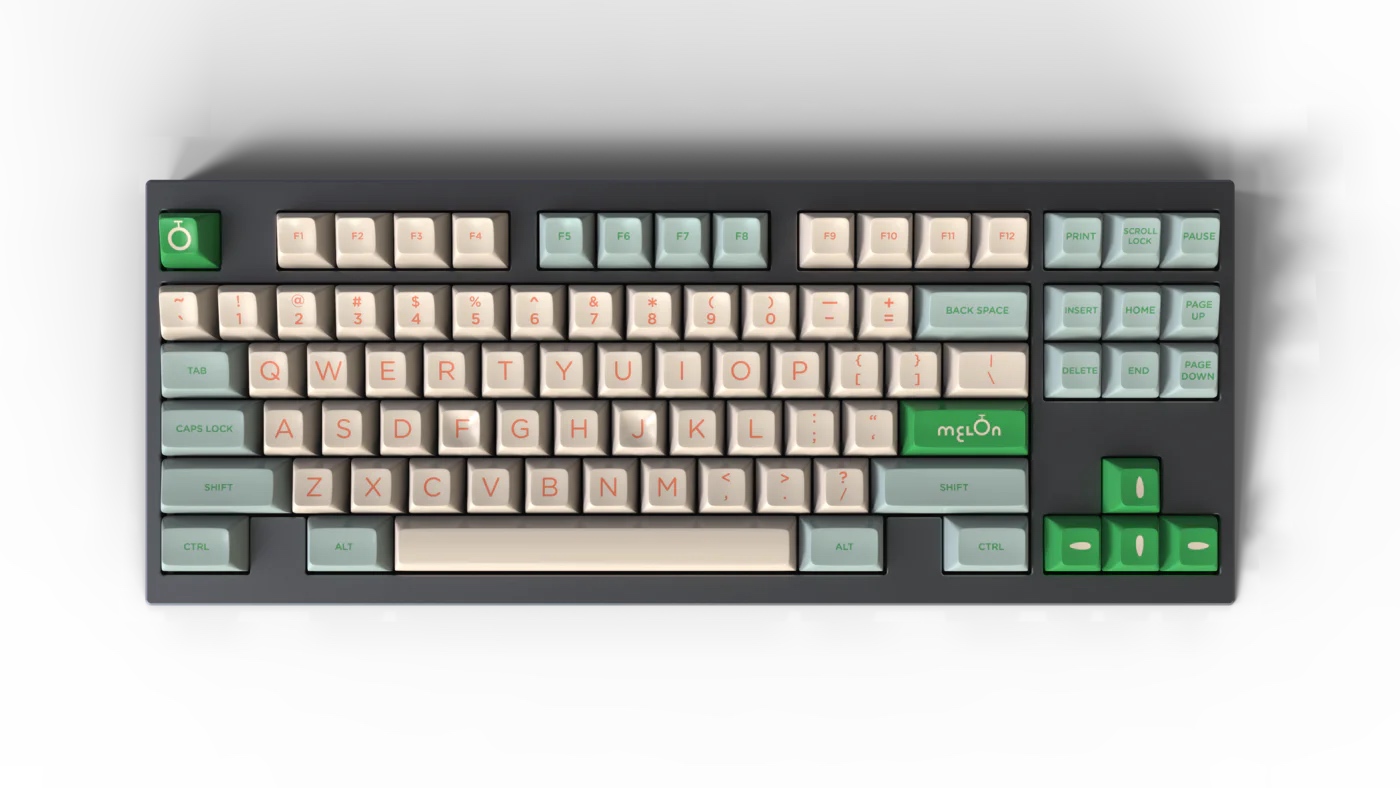 F1 F2 F3 F4 F5 F6 F7 F8 F9 F10 F11 F12 PRINT SCROLL LOCK PAUSE
~ ! @ # $ % ^ & * ( ) — +
` 1 2 3 4 5 6 7 8 9 0 - = BACK SPACE INSERT HOME PAGE UP
TAB Q W E R T Y U I O P { [ } ] | \ DELETE END PAGE DOWN
CAPS LOCK A S D F G H J K L : ; “ ‘ mɛLÖn
SHIFT Z X C V B N M < , > . ? / SHIFT
CTRL ALT ALT CTRL